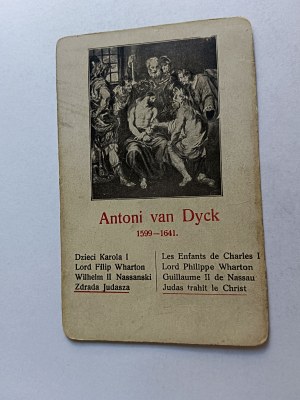 Antoni van Dyck
1599—1641.
Dzieci Karola I
Lord Filip Wharton
Wilhelm II Nassanski
Zdrada Judasza
Les Enfants de Charles I
Lord Philippe Wharton
Guillaume II de Nassau
Judas trahit le Christ